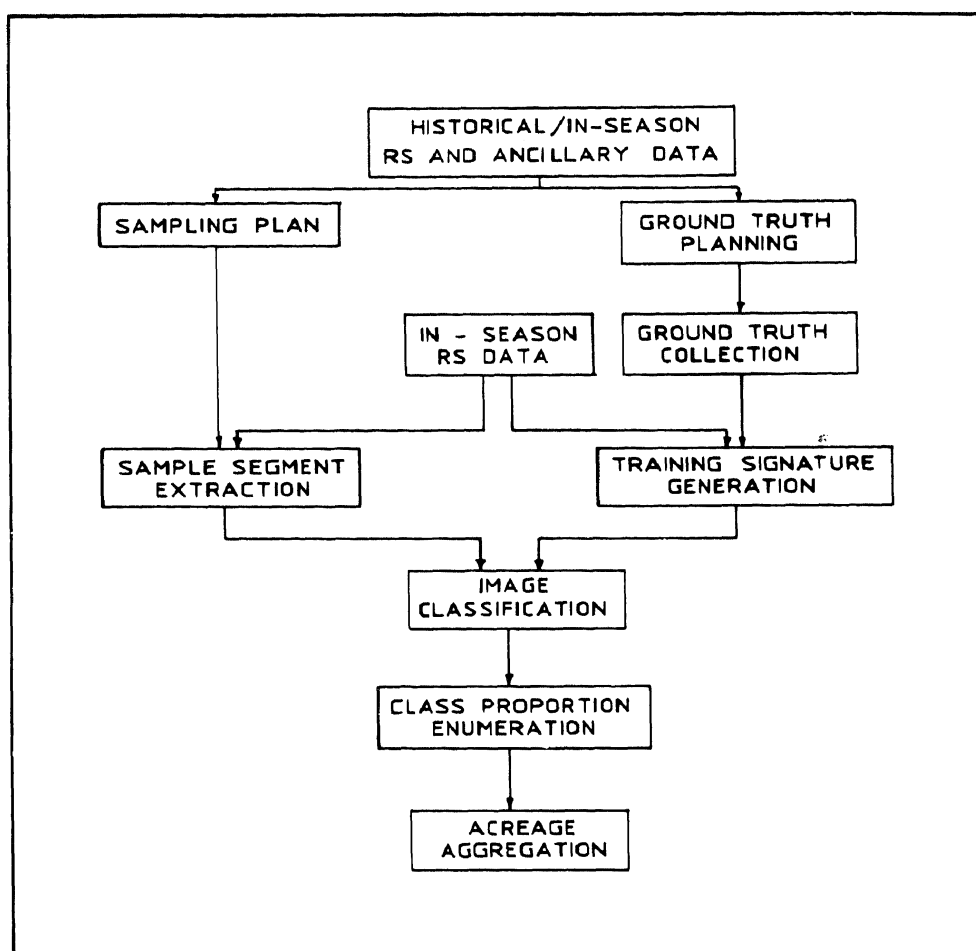 HISTORICAL/IN-SEASON
RS AND ANCILLARY DATA
SAMPLING PLAN
GROUND TRUTH
PLANNING
IN - SEASON
RS DATA
GROUND TRUTH
COLLECTION
SAMPLE SEGMENT
EXTRACTION
TRAINING SIGNATURE
GENERATION
IMAGE
CLASSIFICATION
CLASS PROPORTION
ENUMERATION
ACREAGE
AGGREGATION